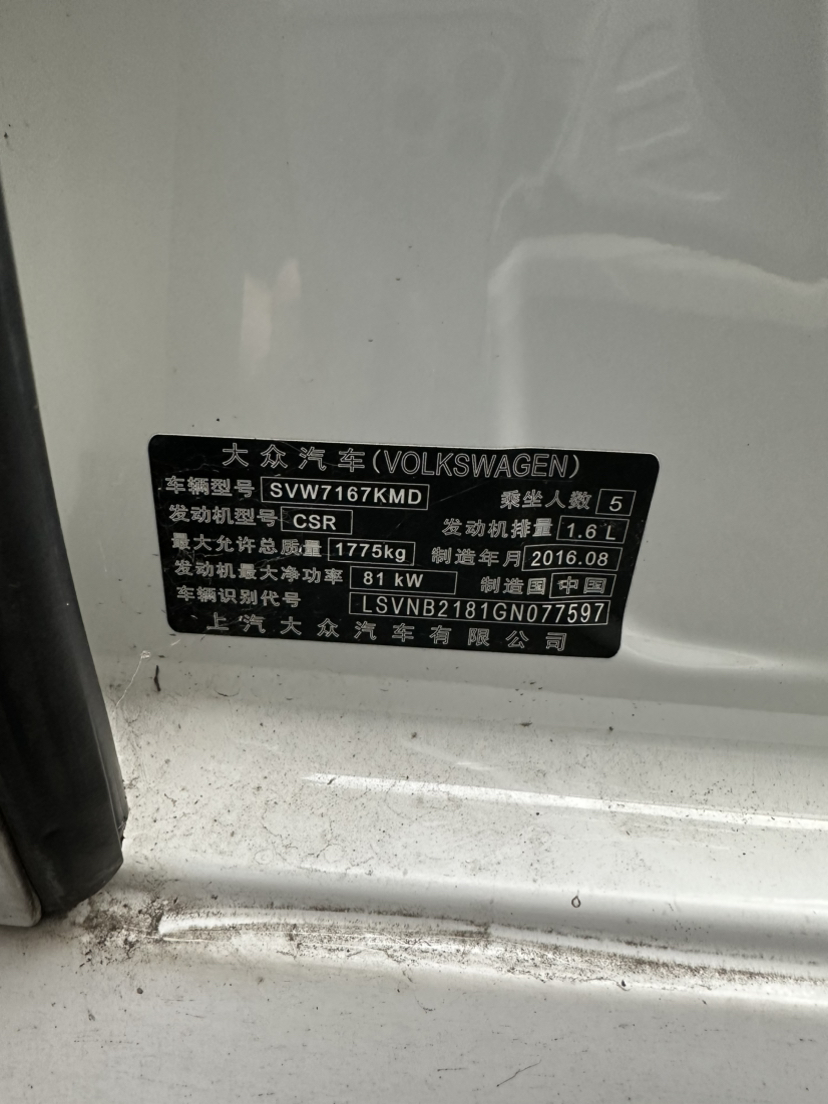 大众汽车(VOLKSWAGEN)
车辆型号 SVW7167KMD 乘坐人数 5
发动机型号 CSR 发动机排量 1.6 L
最大允许总质量 1775kg 制造年月 2016.08
发动机最大净功率 81 kW 制造国 中国
车辆识别代号 LSVNB2181GN077597
上汽大众汽车有限公司